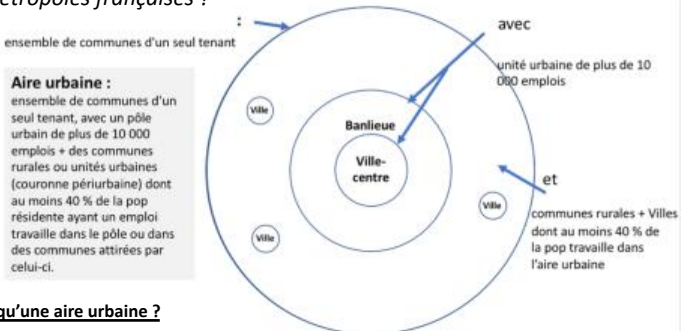 étropoles françaises ?
:
ensemble de communes d'un seul tenant
avec
unité urbaine de plus de 10
000 emplois
Aire urbaine :
ensemble de communes d'un
seul tenant, avec un pôle
urbain de plus de 10 000
emplois + des communes
rurales ou unités urbaines
(couronne périurbaine) dont
au moins 40 % de la pop
résidente ayant un emploi
travaille dans le pôle ou dans
des communes attirées par
celui-ci.
Ville
Banlieue
Ville-
centre
Ville
Ville
et
communes rurales + Villes
dont au moins 40 % de
la pop travaille dans
l'aire urbaine
qu'une aire urbaine ?